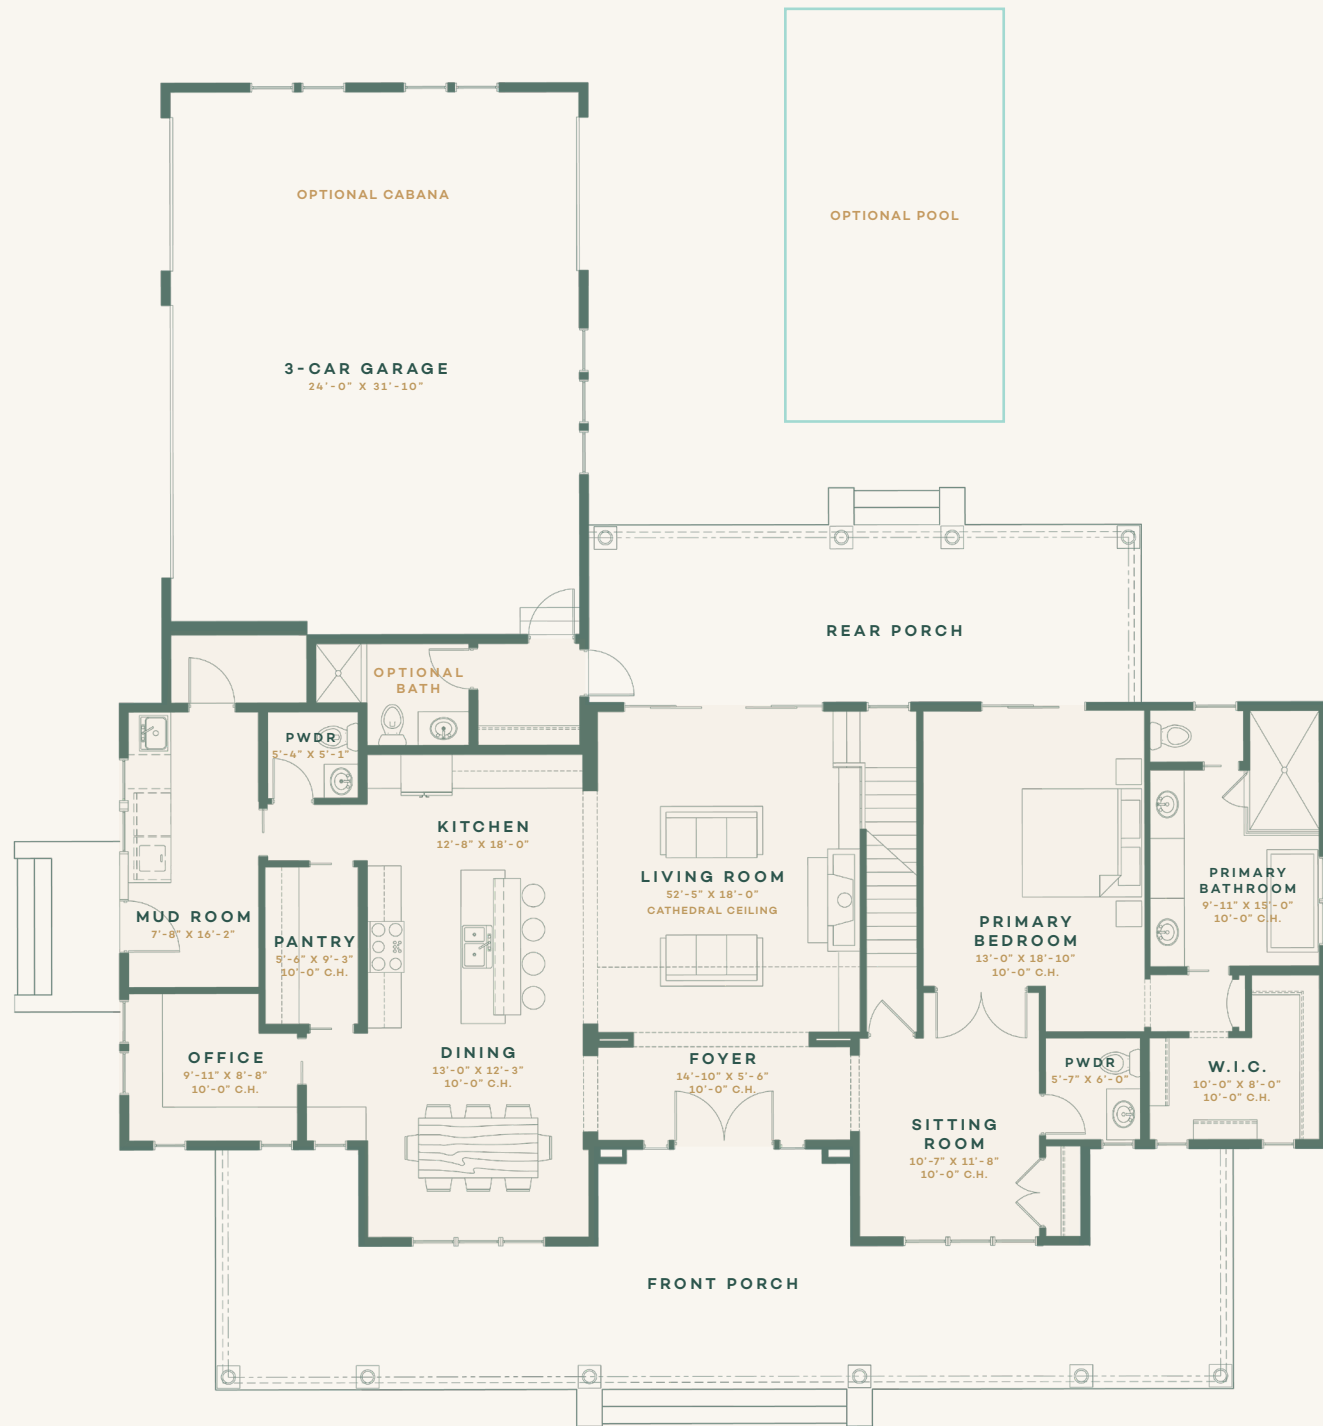 OPTIONAL CABANA
OPTIONAL POOL
3-CAR GARAGE
24'-0" X 31'-10"
REAR PORCH
OPTIONAL
BATH
PWDR
5'-4" X 5'-1"
KITCHEN
12'-8" X 18'-0"
LIVING ROOM
52'-5" X 18'-0"
CATHEDRAL CEILING
PRIMARY
BATHROOM
9'-11" X 15'-0"
10'-0" C.H.
MUD ROOM
7'-8" X 16'-2"
PANTRY
5'-6" X 9'-3"
10'-0" C.H.
PRIMARY
BEDROOM
13'-0" X 18'-10"
10'-0" C.H.
OFFICE
9'-11" X 8'-8"
10'-0" C.H.
DINING
13'-0" X 12'-3"
10'-0" C.H.
FOYER
14'-10" X 5'-6"
10'-0" C.H.
PWDR
5'-7" X 6'-0"
W.I.C.
10'-0" X 8'-0"
10'-0" C.H.
SITTING
ROOM
10'-7" X 11'-8"
10'-0" C.H.
FRONT PORCH